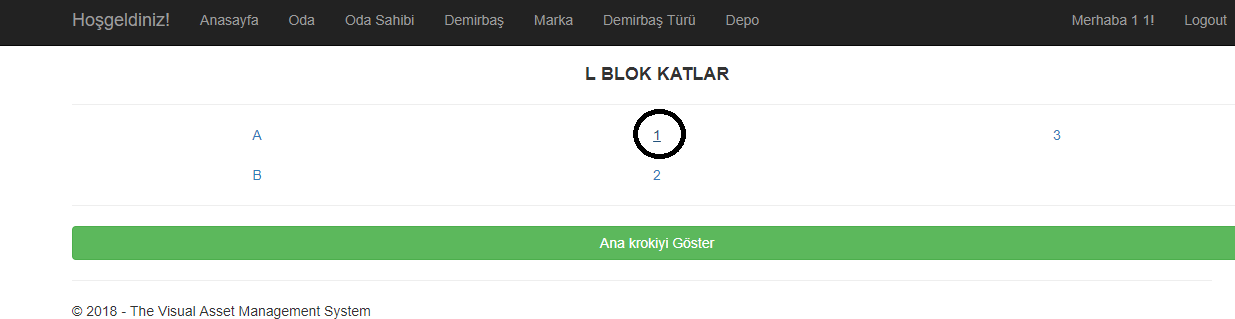 Hoşgeldiniz! Anasayfa Oda Oda Sahibi Demirbaş Marka Demirbaş Türü Depo Merhaba 1 1! Logout
L BLOK KATLAR
A 1 3
B 2
Ana krokiyi Göster
© 2018 - The Visual Asset Management System